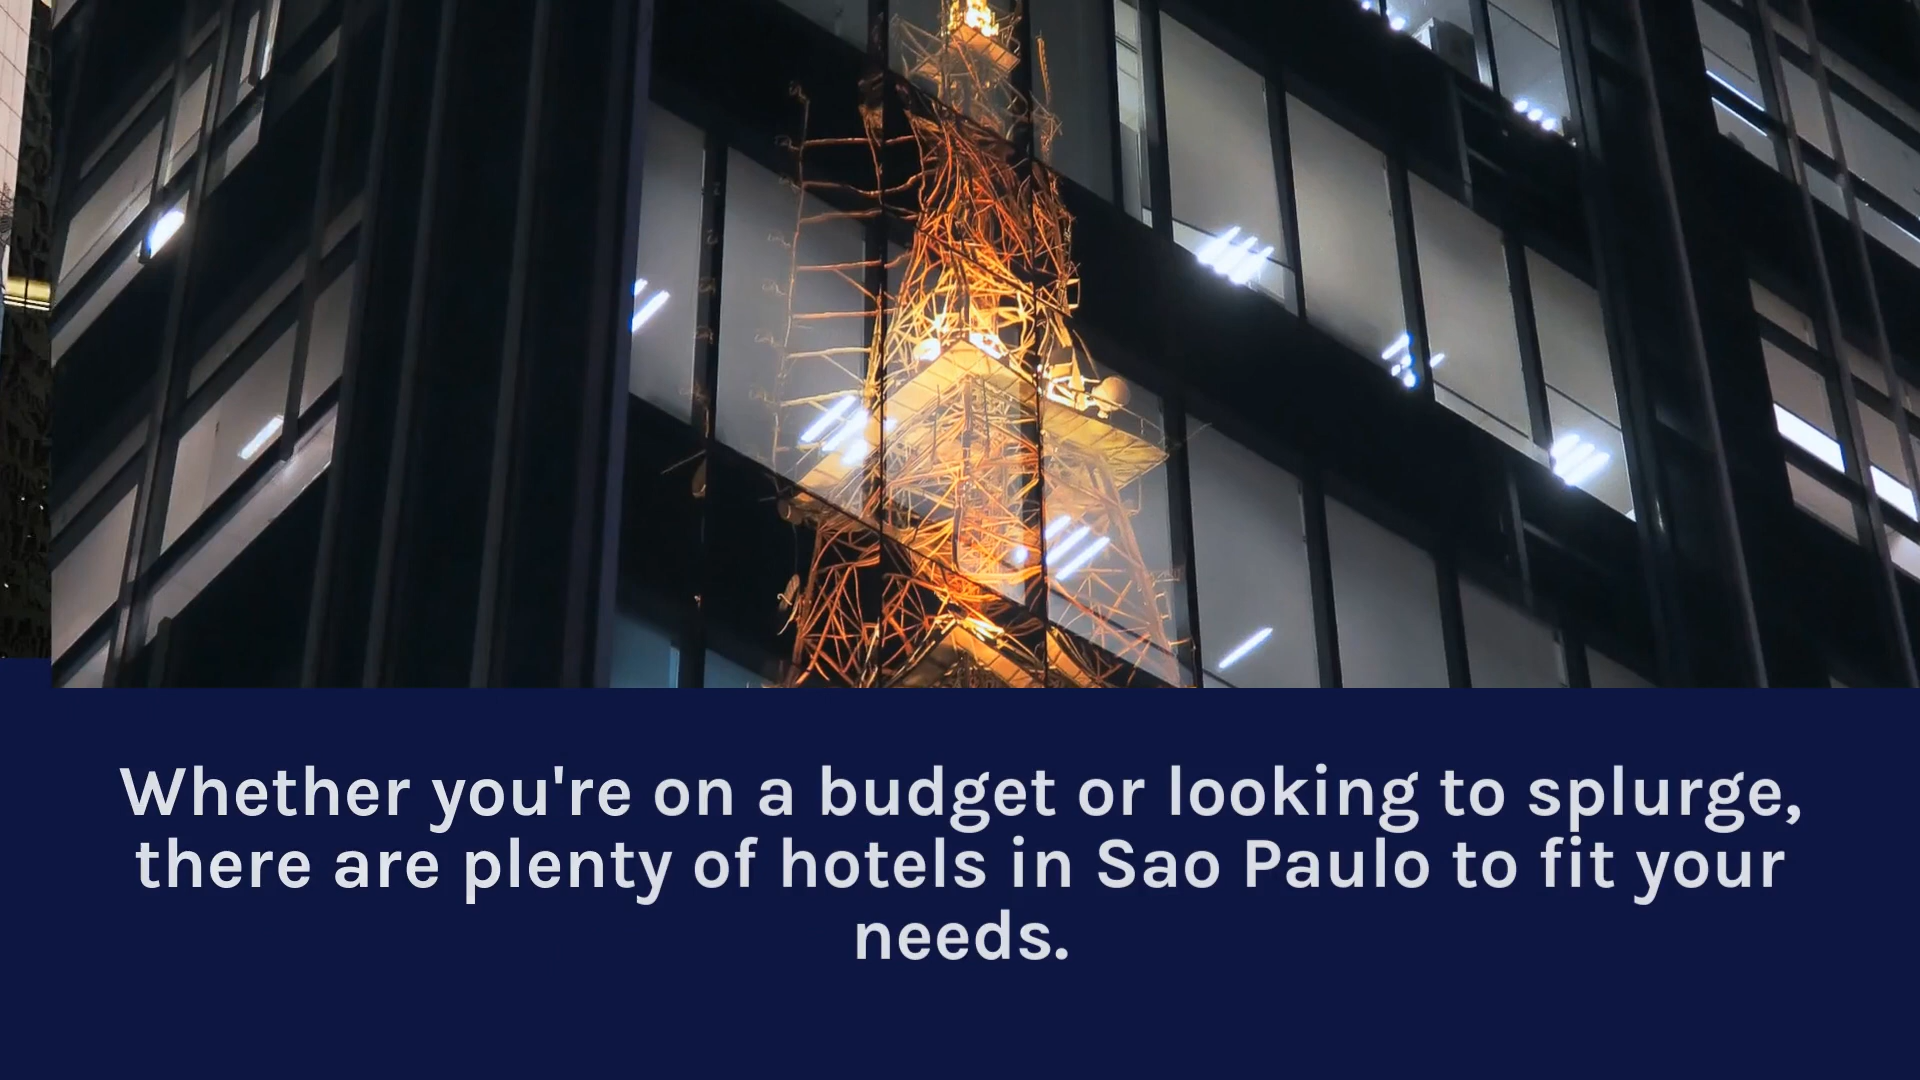 Whether you're on a budget or looking to splurge,
there are plenty of hotels in Sao Paulo to fit your
needs.